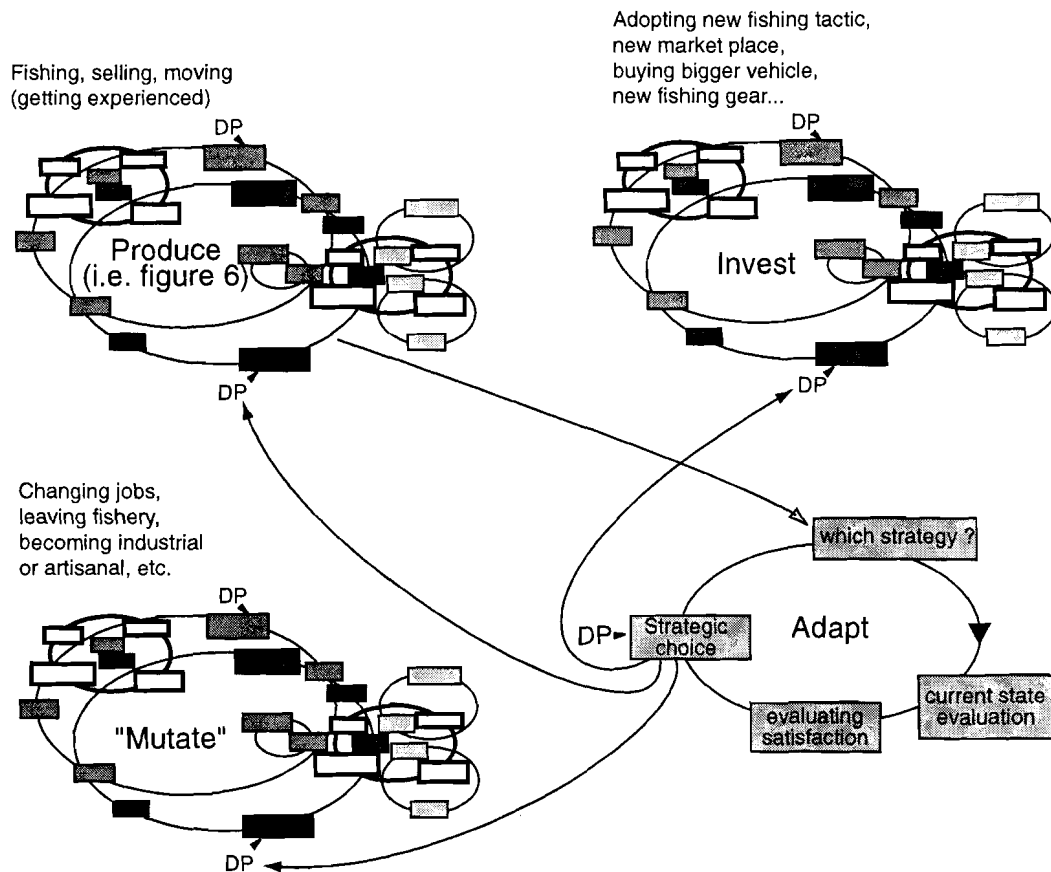 Fishing, selling, moving
(getting experienced)
DP
Produce
(i.e. figure 6)
DP
Adopting new fishing tactic,
new market place,
buying bigger vehicle,
new fishing gear...
DP
Invest
DP
Changing jobs,
leaving fishery,
becoming industrial
or artisanal, etc.
DP
"Mutate"
DP
which strategy ?
DP
Strategic
choice
Adapt
current state
evaluation
evaluating
satisfaction